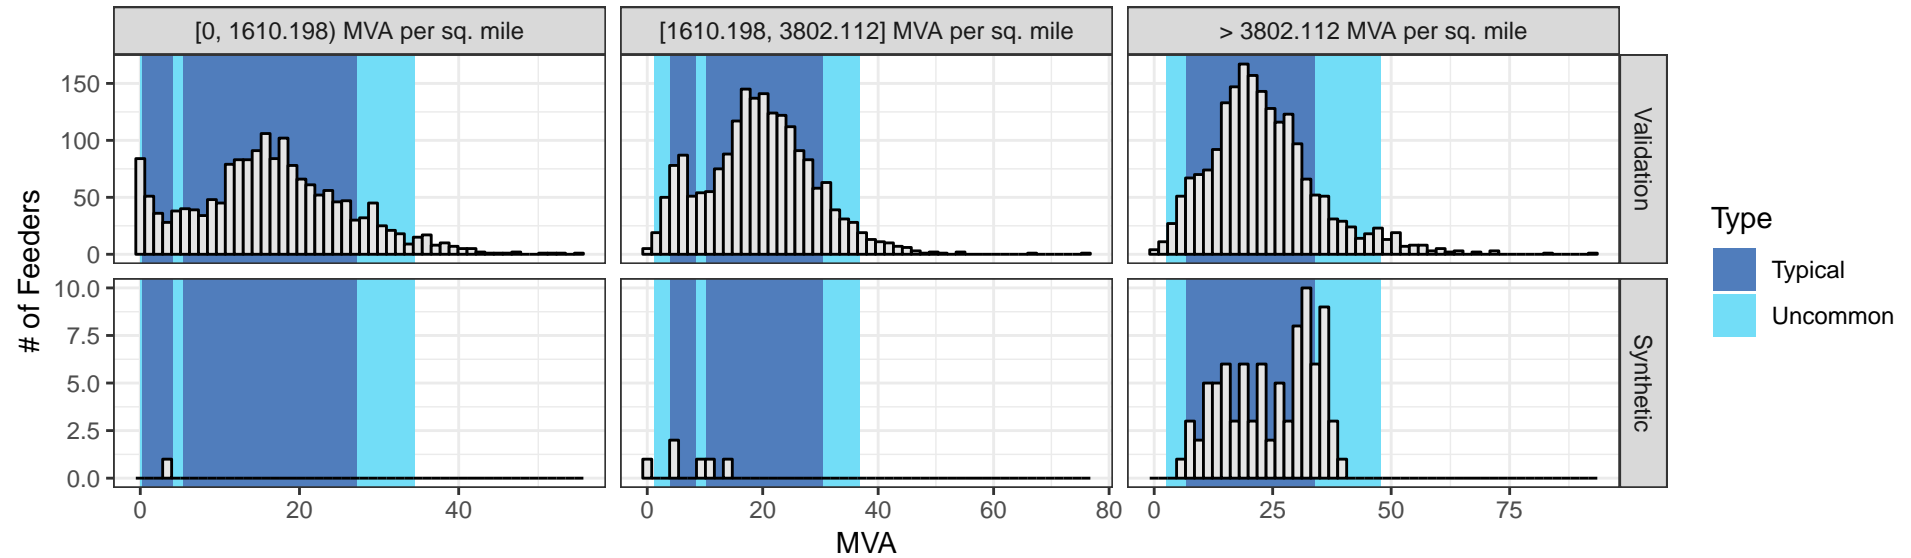 [0, 1610.198) MVA per sq. mile
[1610.198, 3802.112] MVA per sq. mile
> 3802.112 MVA per sq. mile
# of Feeders
150
100
50
0
Validation
10.0
7.5
5.0
2.5
0.0
Synthetic
0 20 40
0 20 40 60 80
0 25 50 75
MVA
Type
Typical
Uncommon